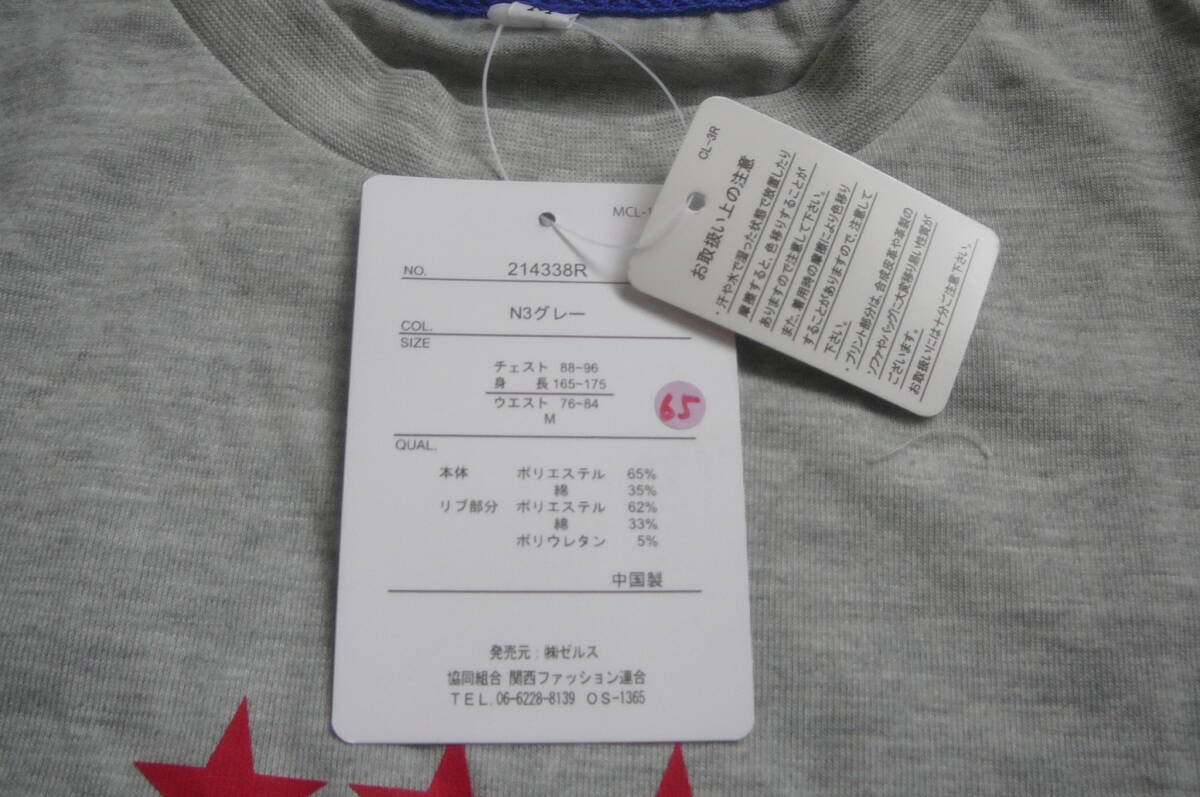 MCL-
NO. 214338R
COL. N3グレー
SIZE
チェスト 88~96
身 長 165~175
ウエスト 76~84
M
65
QUAL.
本体 ポリエステル 65%
綿 35%
リブ部分 ポリエステル 62%
綿 33%
ポリウレタン 5%
中国製
発売元:㈱ゼルス
協同組合 関西ファッション連合
TEL.06-6228-8139 OS-1365
CL-3R
お取扱い上の注意
・汗や水で湿った状態で放置したり
摩擦すると、色移りすることが
ありますので注意して下さい。
また、着用時の摩擦により色移り
することがありますので、注意して
下さい。
・プリント部分は、合成皮革や革製の
ソファやバッグに大変移り易い性質が
ございます。
お取扱いには十分ご注意下さい。